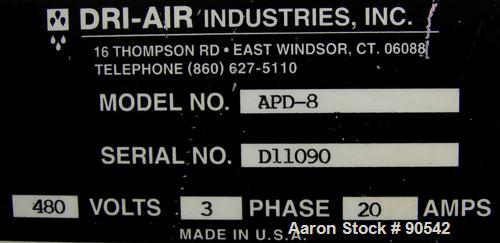 DRI-AIR INDUSTRIES, INC.
16 THOMPSON RD • EAST WINDSOR, CT. 06088
TELEPHONE (860) 627-5110
MODEL NO. APD-8
SERIAL NO. D11090
480 VOLTS 3 PHASE 20 AMPS
MADE IN U.S.A.
Aaron Stock # 90542